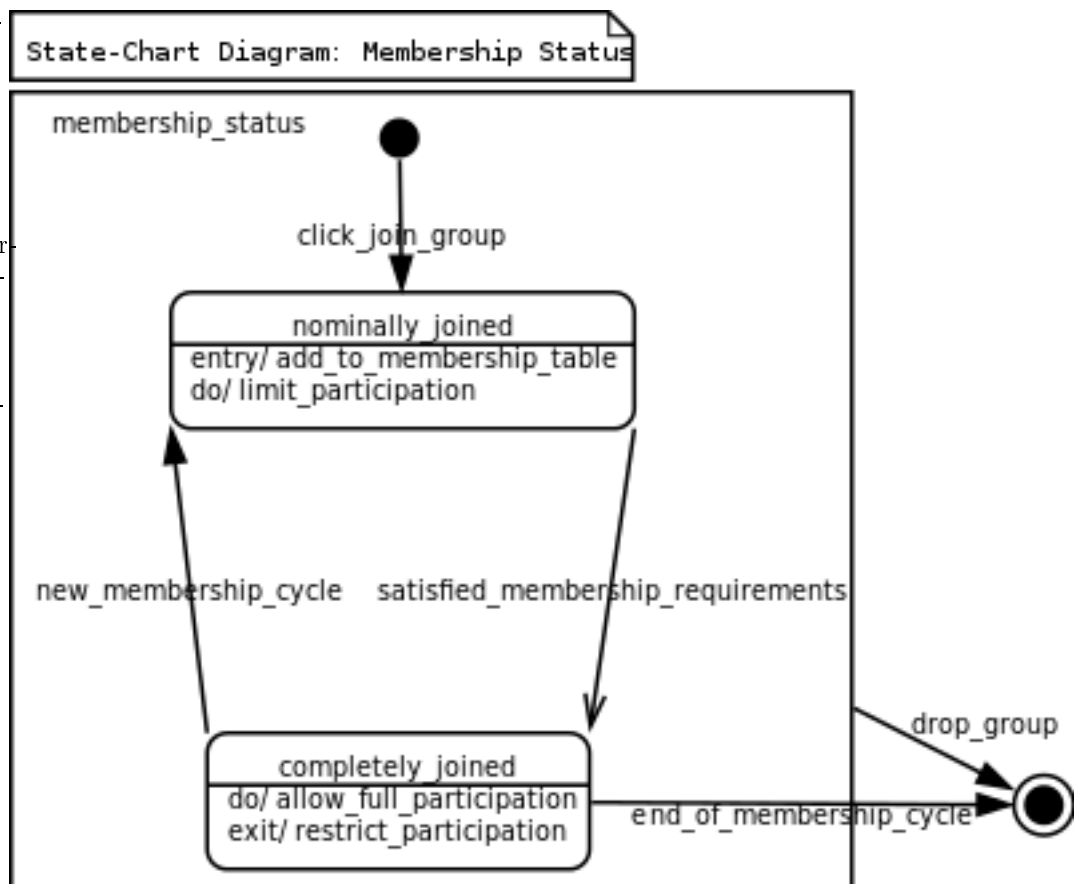 State-Chart Diagram: Membership Status
membership_status
r
click_join_group
nominally_joined
entry/ add_to_membership_table
do/ limit_participation
new_membership_cycle
satisfied_membership_requirements
drop_group
completely_joined
do/ allow_full_participation
exit/ restrict_participation
end_of_membership_cycle